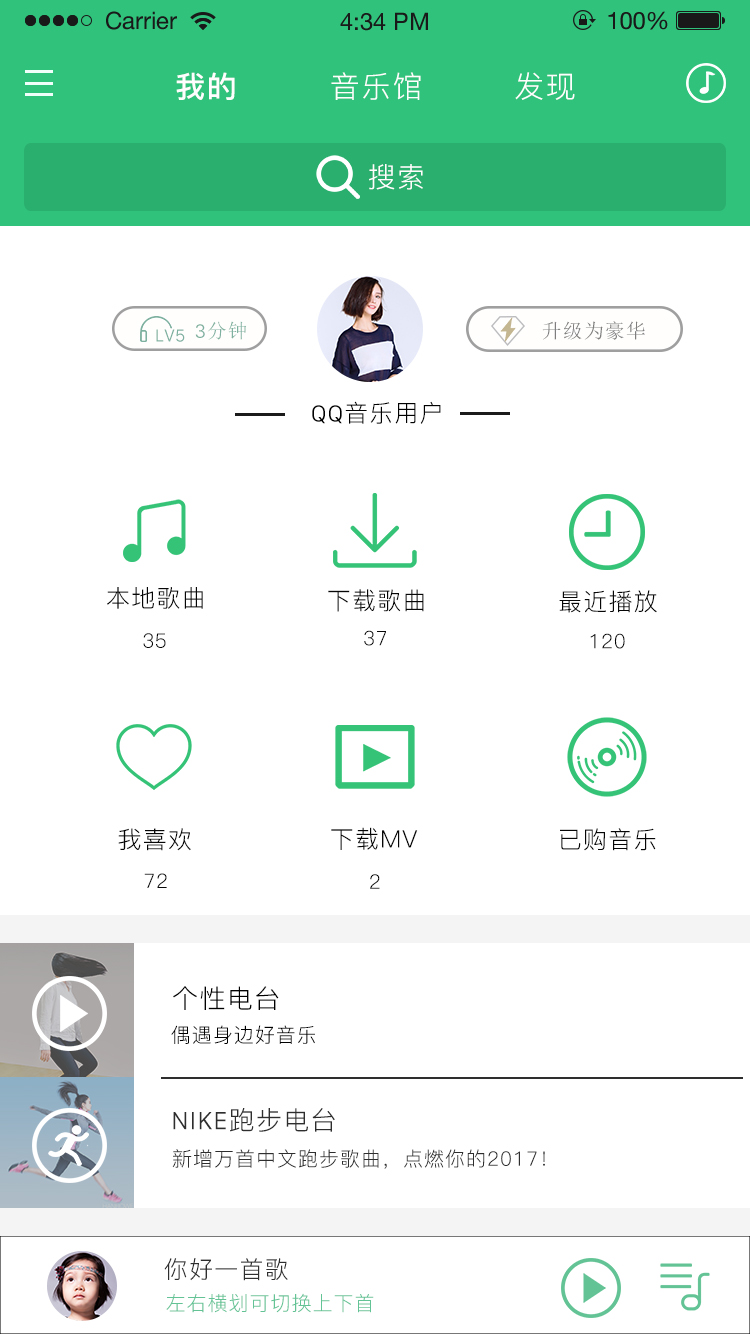 Carrier 4:34 PM 100%
我的 音乐馆 发现
搜索
LV5 3分钟 升级为豪华
QQ音乐用户
本地歌曲 下载歌曲 最近播放
35 37 120
我喜欢 下载MV 已购音乐
72 2
个性电台
偶遇身边好音乐
NIKE跑步电台
新增万首中文跑步歌曲，点燃你的2017！
你好一首歌
左右横划可切换上下首